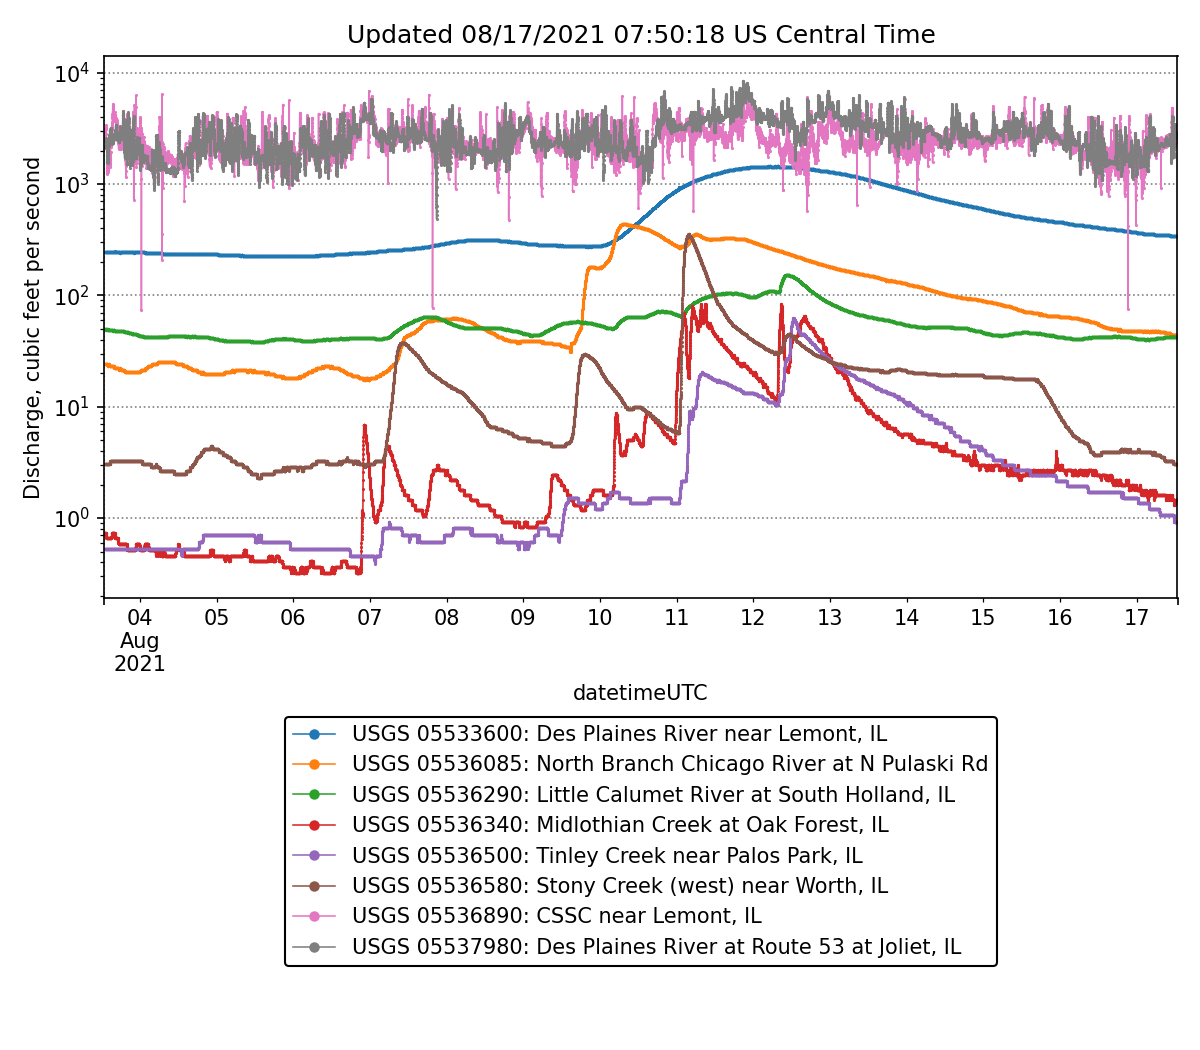 Updated 08/17/2021 07:50:18 US Central Time
Discharge, cubic feet per second
10^4
10^3
10^2
10^1
10^0
04 05 06 07 08 09 10 11 12 13 14 15 16 17
Aug
2021
datetimeUTC
USGS 05533600: Des Plaines River near Lemont, IL
USGS 05536085: North Branch Chicago River at N Pulaski Rd
USGS 05536290: Little Calumet River at South Holland, IL
USGS 05536340: Midlothian Creek at Oak Forest, IL
USGS 05536500: Tinley Creek near Palos Park, IL
USGS 05536580: Stony Creek (west) near Worth, IL
USGS 05536890: CSSC near Lemont, IL
USGS 05537980: Des Plaines River at Route 53 at Joliet, IL